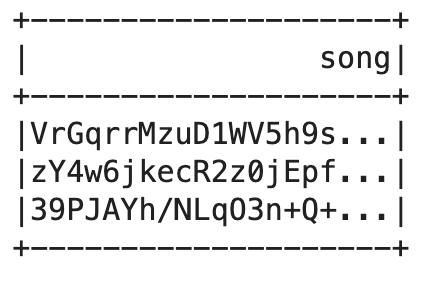 +--------------------+
|                song|
+--------------------+
|VrGqrrMzuD1WV5h9s...|
|zY4w6jkecR2z0jEpf...|
|39PJAYh/NLqO3n+Q+...|
+--------------------+